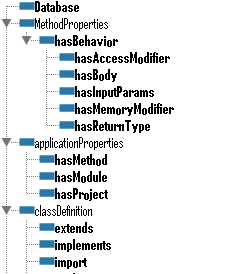 Database
MethodProperties
hasBehavior
hasAccessModifier
hasBody
hasInputParams
hasMemoryModifier
hasReturnType
applicationProperties
hasMethod
hasModule
hasProject
classDefinition
extends
implements
import